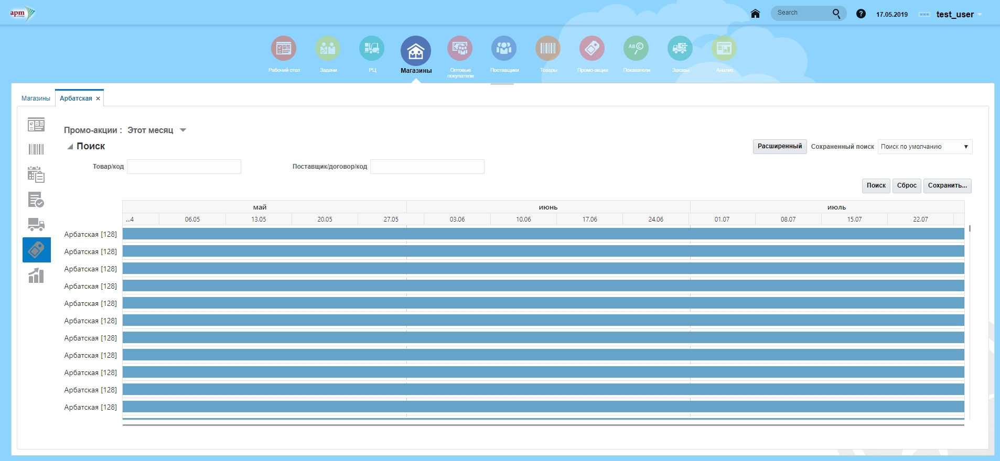 арм
Search
?
17.05.2019
test_user
Рабочий стол
Задачи
РЦ
Магазины
Оптовые покупатели
Поставщики
Товары
Промо-акции
Показатели
Заказы
Анализ
Магазины
Арбатская ×
Промо-акции : Этот месяц
Поиск
Расширенный
Сохраненный поиск
Поиск по умолчанию
Товар/код
Поставщик/договор/код
Поиск
Сброс
Сохранить...
май июнь июль
...4 06.05 13.05 20.05 27.05 03.06 10.06 17.06 24.06 01.07 08.07 15.07 22.07
Арбатская [128]
Арбатская [128]
Арбатская [128]
Арбатская [128]
Арбатская [128]
Арбатская [128]
Арбатская [128]
Арбатская [128]
Арбатская [128]
Арбатская [128]
Арбатская [128]